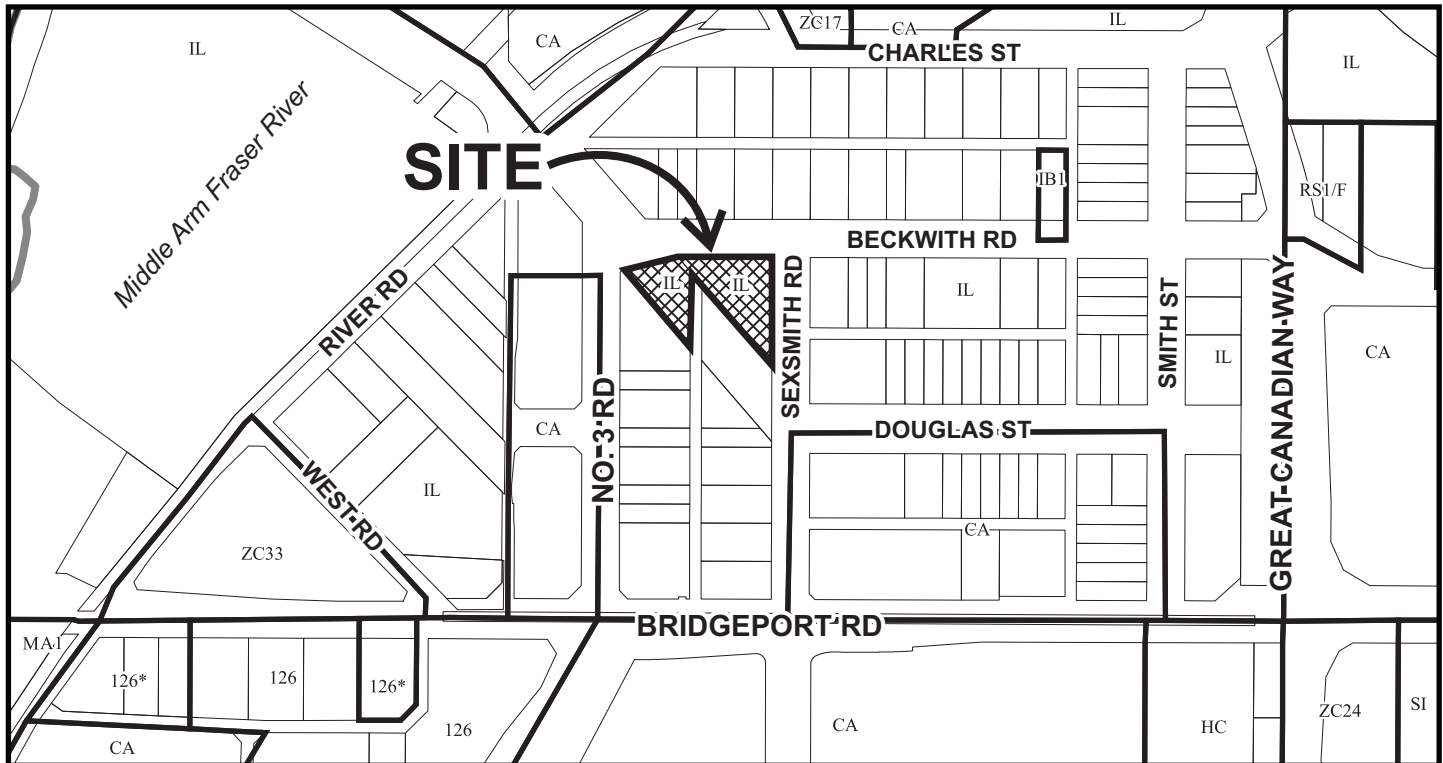 ZC17
CA
IL
CHARLES ST
CA
IL
IL
Middle Arm Fraser River
SITE
IB1
RS1/F
BECKWITH RD
IL
IL
IL
RIVER RD
SEXSMITH RD
SMITH ST
GREAT CANADIAN WAY
IL
CA
NO. 3 RD
CA
DOUGLAS ST
WEST RD
IL
CA
ZC33
BRIDGEPORT RD
MA1
126*
126
126*
126
CA
CA
HC
ZC24
SI